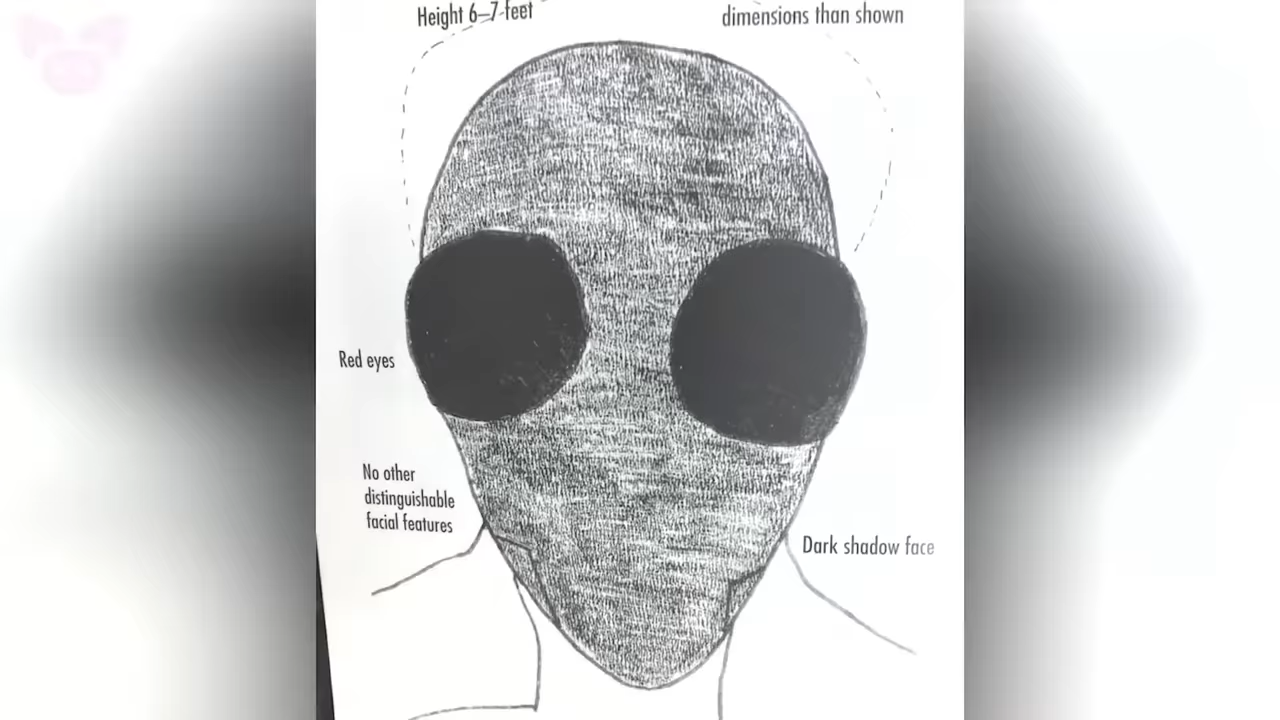 Height 6–7 feet
dimensions than shown
Red eyes
No other
distinguishable
facial features
Dark shadow face